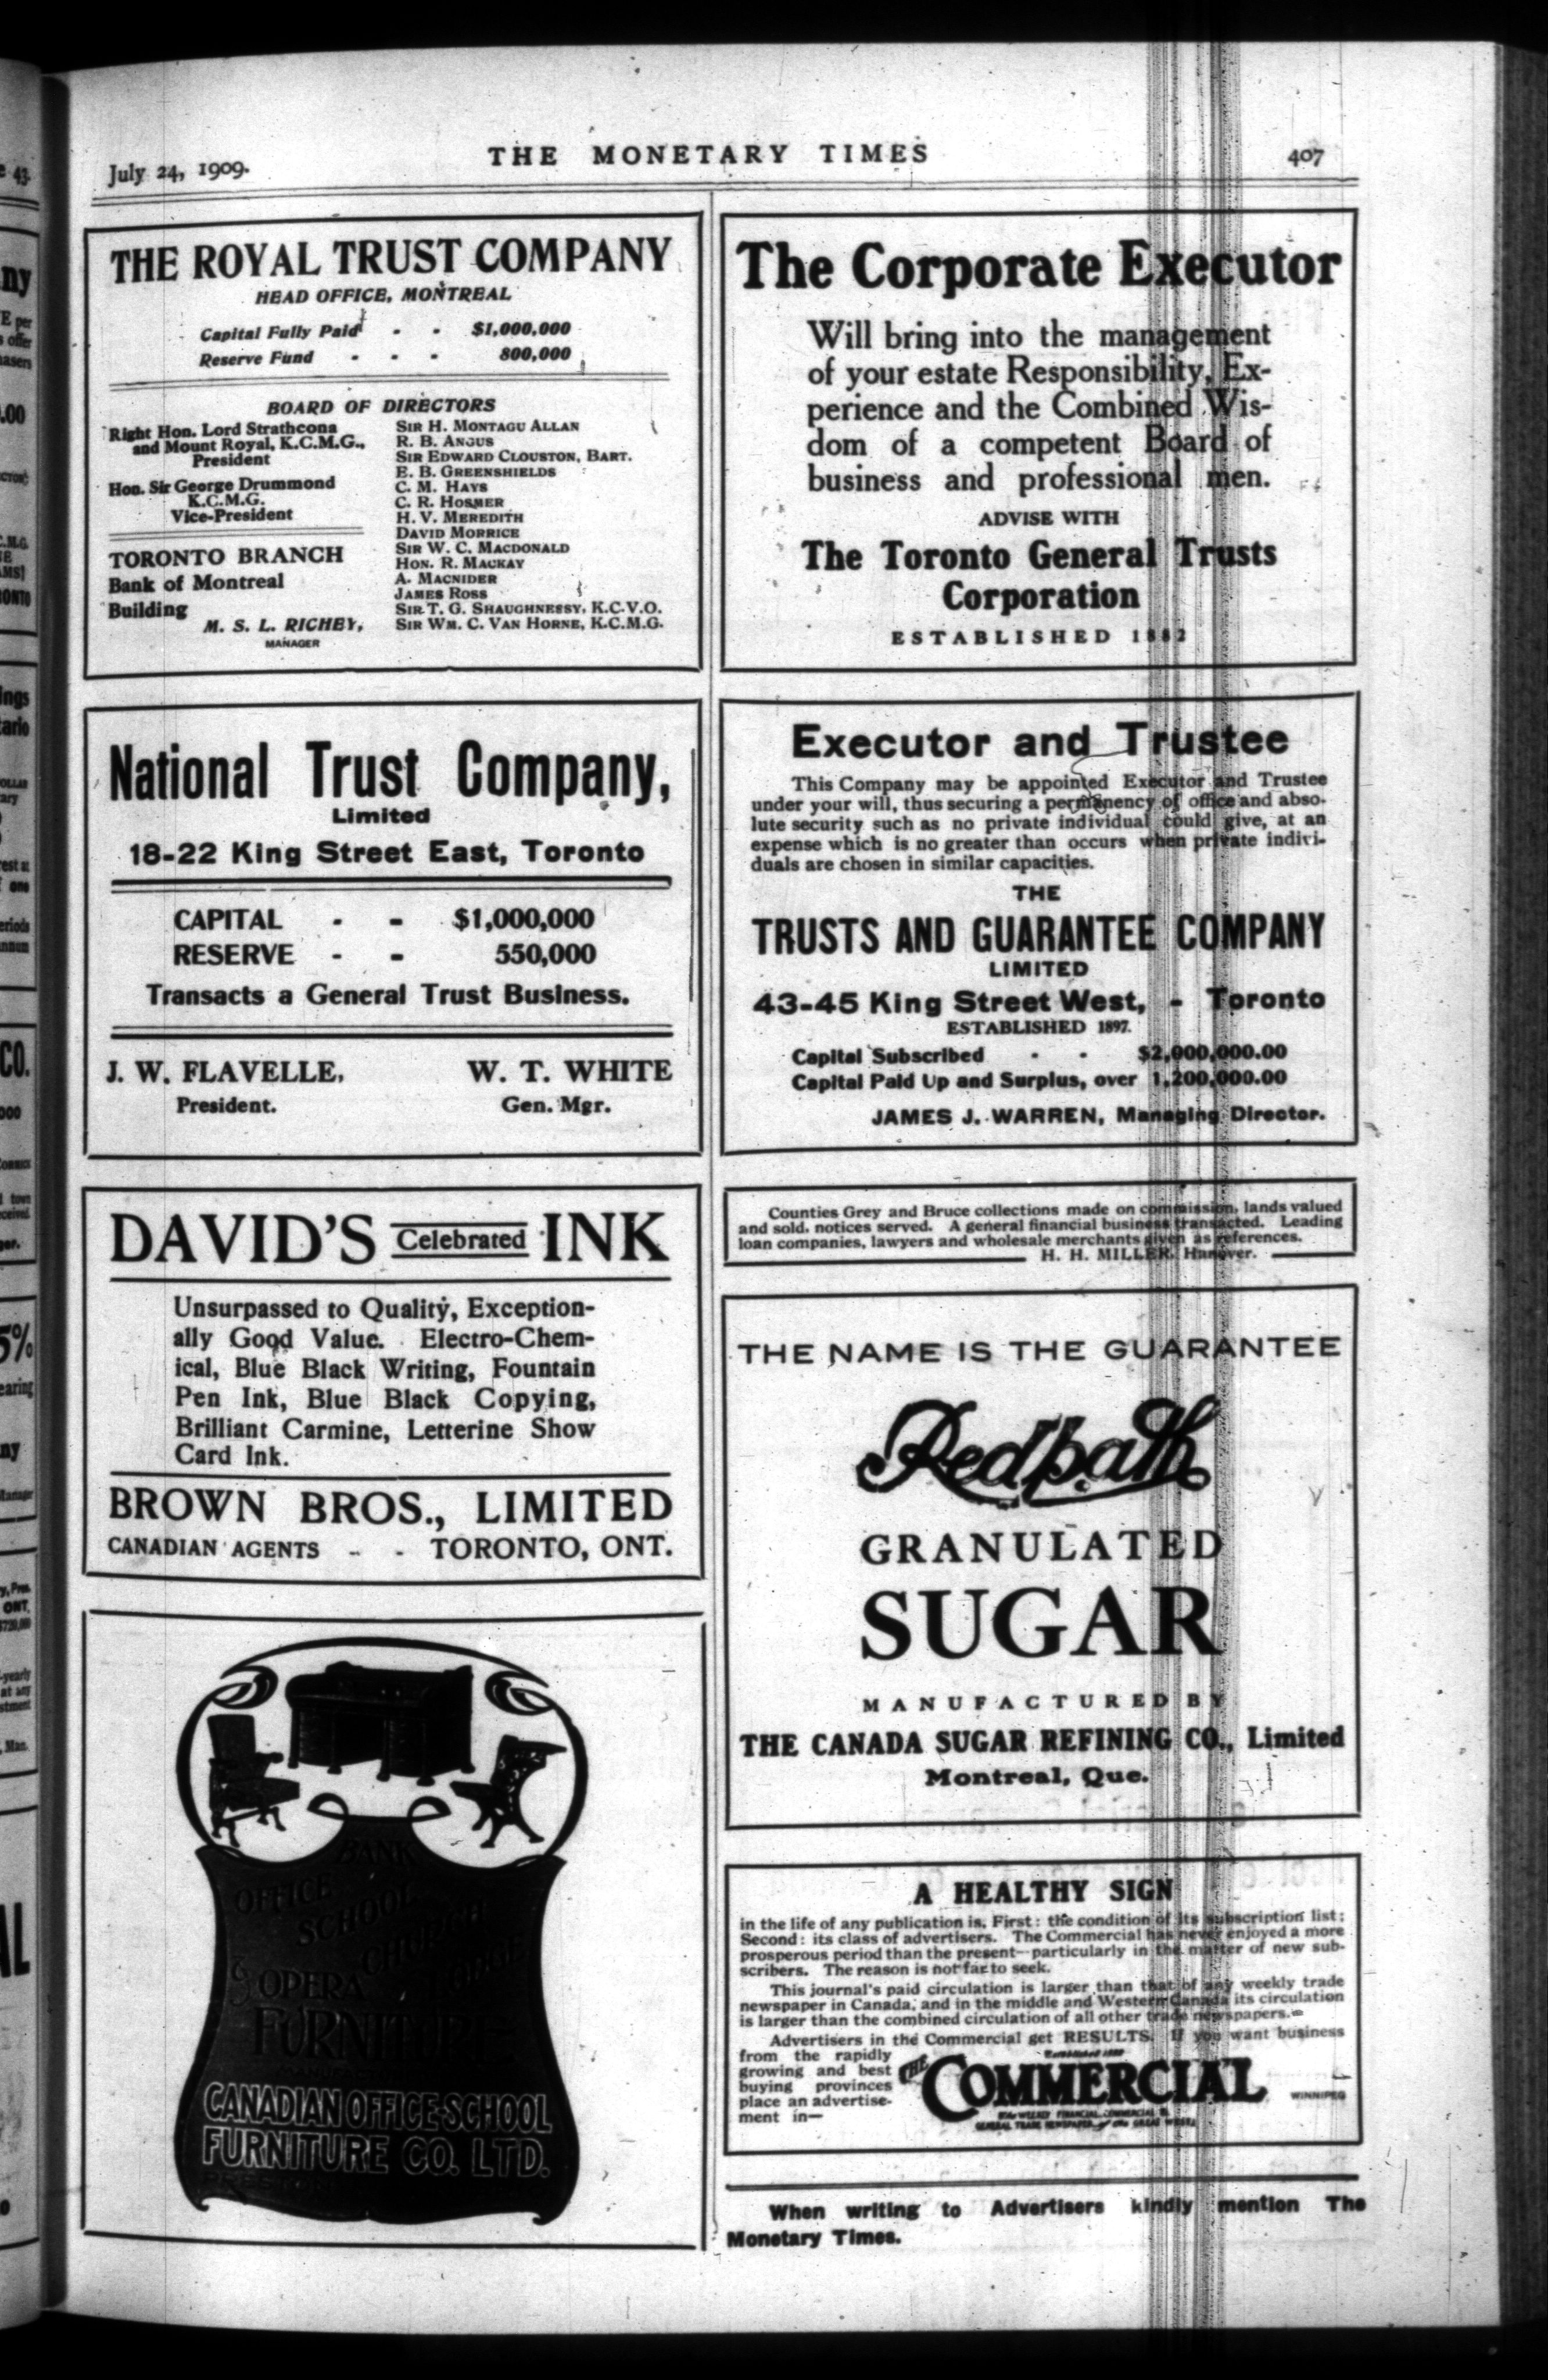 July 24, 1909.
THE MONETARY TIMES
407
THE ROYAL TRUST COMPANY
HEAD OFFICE, MONTREAL
Capital Fully Paid - - $1,000,000
Reserve Fund - - - 800,000
BOARD OF DIRECTORS
Right Hon. Lord Strathcona
and Mount Royal, K.C.M.G.,
President
Hon. Sir George Drummond
K.C.M.G.
Vice-President
TORONTO BRANCH
Bank of Montreal
Building
M. S. L. RICHEY,
MANAGER
SIR H. MONTAGU ALLAN
R. B. ANGUS
SIR EDWARD CLOUSTON, BART.
E. B. GREENSHIELDS
C. M. HAYS
C. R. HOSMER
H. V. MEREDITH
DAVID MORRICE
SIR W. C. MACDONALD
HON. R. MACKAY
A. MACNIDER
JAMES ROSS
SIR T. G. SHAUGHNESSY, K.C.V.O.
SIR WM. C. VAN HORNE, K.C.M.G.
National Trust Company,
Limited
18-22 King Street East, Toronto
CAPITAL - - $1,000,000
RESERVE - - 550,000
Transacts a General Trust Business.
J. W. FLAVELLE, W. T. WHITE
President. Gen. Mgr.
DAVID'S Celebrated INK
Unsurpassed to Quality, Exception-
ally Good Value. Electro-Chem-
ical, Blue Black Writing, Fountain
Pen Ink, Blue Black Copying,
Brilliant Carmine, Letterine Show
Card Ink.
BROWN BROS., LIMITED
CANADIAN AGENTS - - TORONTO, ONT.
BANK
OFFICE
SCHOOL
CHURCH
OPERA
FURNITURE
CANADIAN OFFICE-SCHOOL
FURNITURE CO. LTD.
The Corporate Executor
Will bring into the management
of your estate Responsibility, Ex-
perience and the Combined Wis-
dom of a competent Board of
business and professional men.
ADVISE WITH
The Toronto General Trusts
Corporation
ESTABLISHED 1882
Executor and Trustee
This Company may be appointed Executor and Trustee
under your will, thus securing a permanency of office and abso-
lute security such as no private individual could give, at an
expense which is no greater than occurs when private indivi-
duals are chosen in similar capacities.
THE
TRUSTS AND GUARANTEE COMPANY
LIMITED
43-45 King Street West, - Toronto
ESTABLISHED 1897.
Capital Subscribed - - $2,000,000.00
Capital Paid Up and Surplus, over 1,200,000.00
JAMES J. WARREN, Managing Director.
Counties Grey and Bruce collections made on commission, lands valued
and sold, notices served. A general financial business transacted. Leading
loan companies, lawyers and wholesale merchants given as references.
H. H. MILLER, Hanover.
THE NAME IS THE GUARANTEE
Redpath
GRANULATED
SUGAR
MANUFACTURED BY
THE CANADA SUGAR REFINING CO., Limited
Montreal, Que.
A HEALTHY SIGN
in the life of any publication is, First: the condition of its subscription list;
Second: its class of advertisers. The Commercial has never enjoyed a more
prosperous period than the present—particularly in the matter of new sub-
scribers. The reason is not far to seek.
This journal's paid circulation is larger than that of any weekly trade
newspaper in Canada, and in the middle and Western Canada its circulation
is larger than the combined circulation of all other trade newspapers.
Advertisers in the Commercial get RESULTS. If you want business
from the rapidly
growing and best
buying provinces
place an advertise-
ment in—
THE COMMERCIAL
WINNIPEG
When writing to Advertisers kindly mention The
Monetary Times.